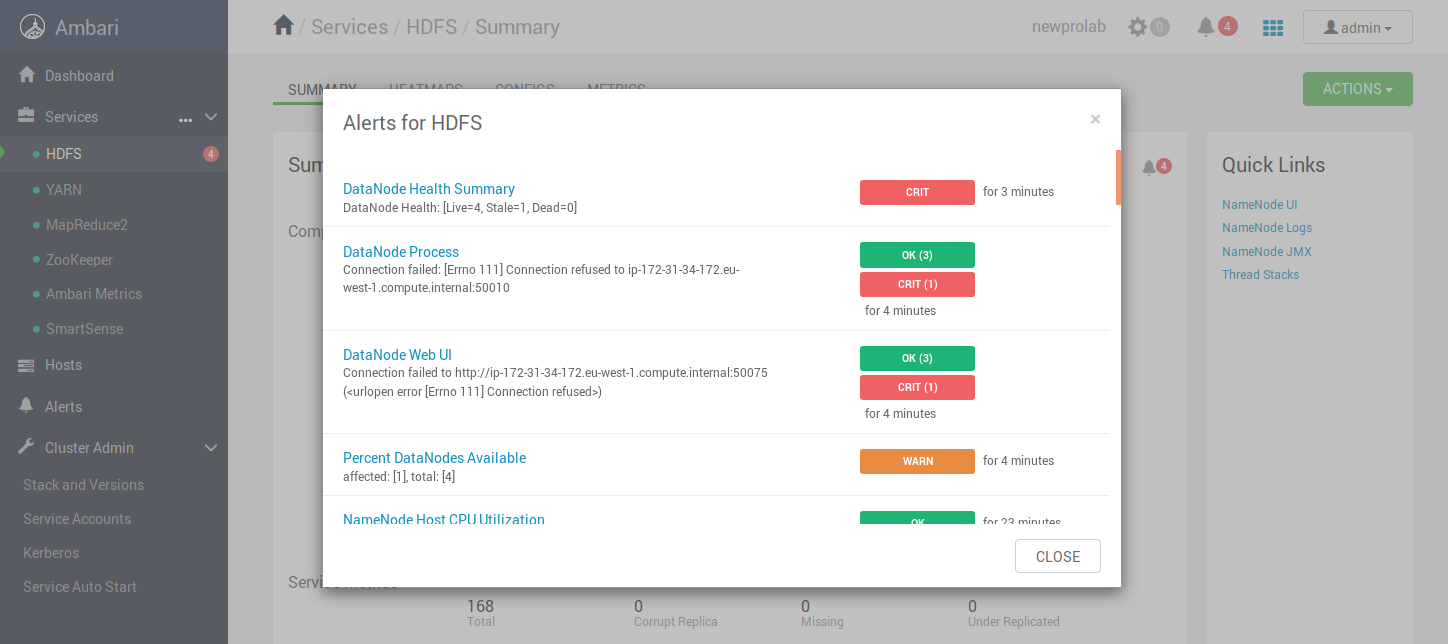 Ambari
/ Services / HDFS / Summary
newprolab
0
4
admin
Dashboard
Services
...
HDFS
4
YARN
MapReduce2
ZooKeeper
Ambari Metrics
SmartSense
Hosts
Alerts
Cluster Admin
Stack and Versions
Service Accounts
Kerberos
Service Auto Start
SUMMARY HEATMAPS CONFIGS METRICS
ACTIONS
Alerts for HDFS
×
DataNode Health Summary
DataNode Health: [Live=4, Stale=1, Dead=0]
CRIT
for 3 minutes
DataNode Process
Connection failed: [Errno 111] Connection refused to ip-172-31-34-172.eu-
west-1.compute.internal:50010
OK (3)
CRIT (1)
for 4 minutes
DataNode Web UI
Connection failed to http://ip-172-31-34-172.eu-west-1.compute.internal:50075
(<urlopen error [Errno 111] Connection refused>)
OK (3)
CRIT (1)
for 4 minutes
Percent DataNodes Available
affected: [1], total: [4]
WARN
for 4 minutes
NameNode Host CPU Utilization
OK
for 23 minutes
CLOSE
4
Quick Links
NameNode UI
NameNode Logs
NameNode JMX
Thread Stacks
168
Total
0
Corrupt Replica
0
Missing
0
Under Replicated